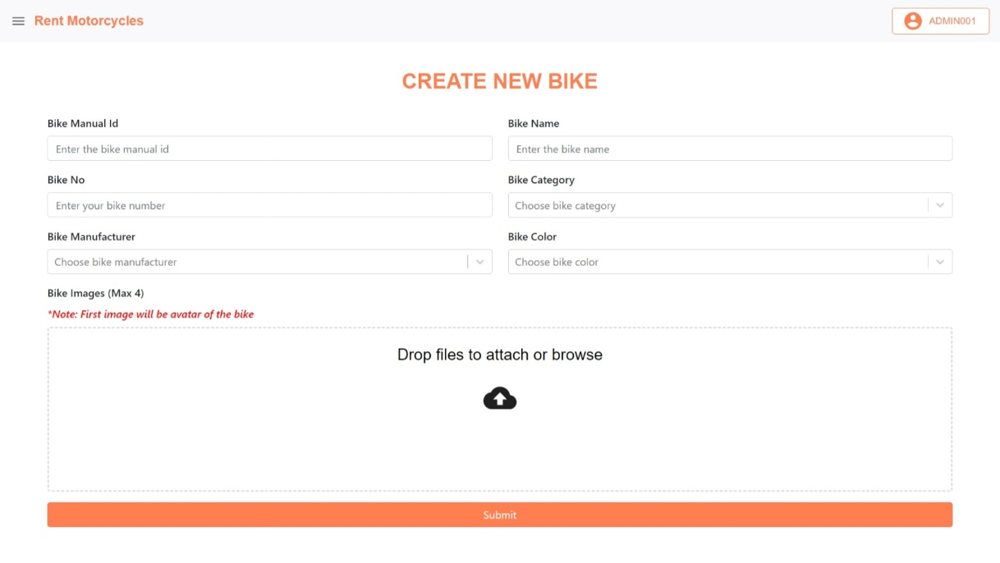 Rent Motorcycles
ADMIN001
CREATE NEW BIKE
Bike Manual Id
Bike Name
Enter the bike manual id
Enter the bike name
Bike No
Bike Category
Enter your bike number
Choose bike category
Bike Manufacturer
Bike Color
Choose bike manufacturer
Choose bike color
Bike Images (Max 4)
*Note: First image will be avatar of the bike
Drop files to attach or browse
Submit